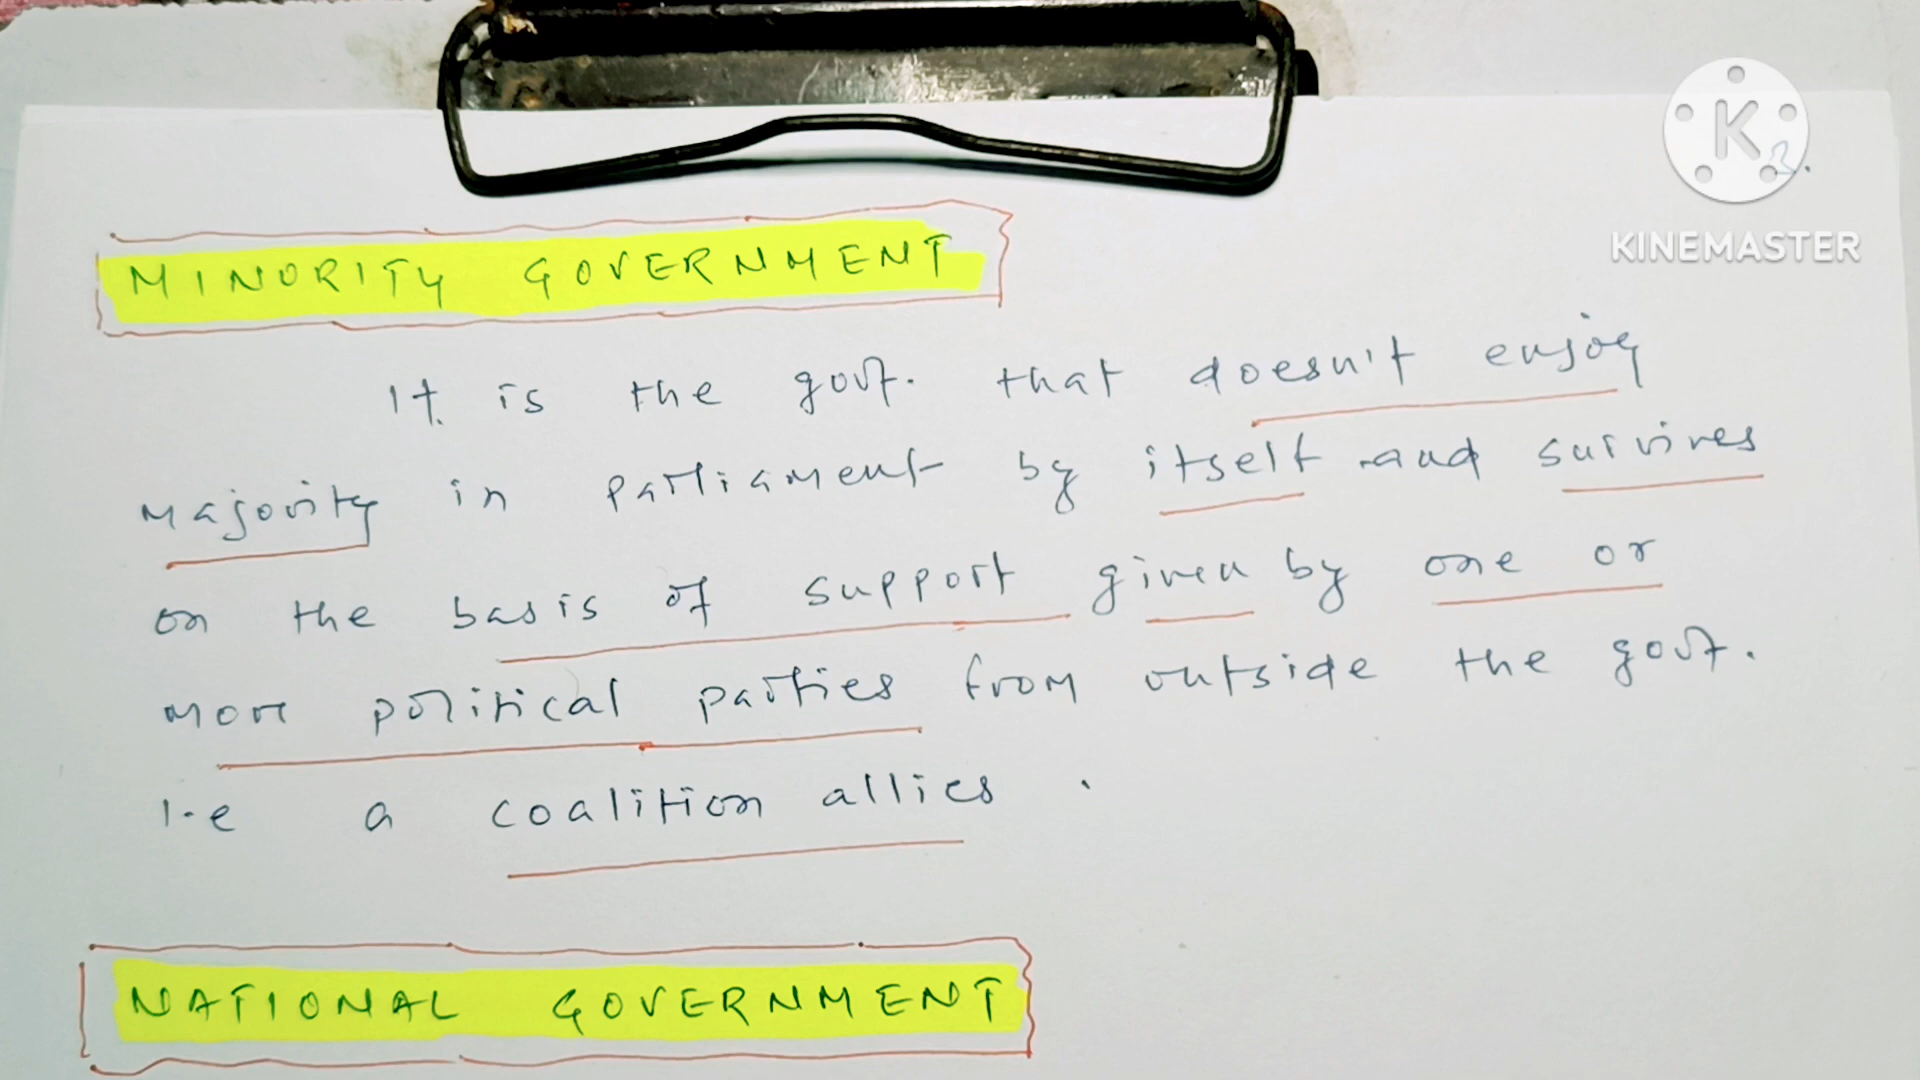 K
3.
KINEMASTER
MINORITY GOVERNMENT
It is the govt. that doesn't enjoy
majority in parliament by itself and survives
on the basis of support given by one or
more political parties from outside the govt.
i.e a coalition allies .
NATIONAL GOVERNMENT